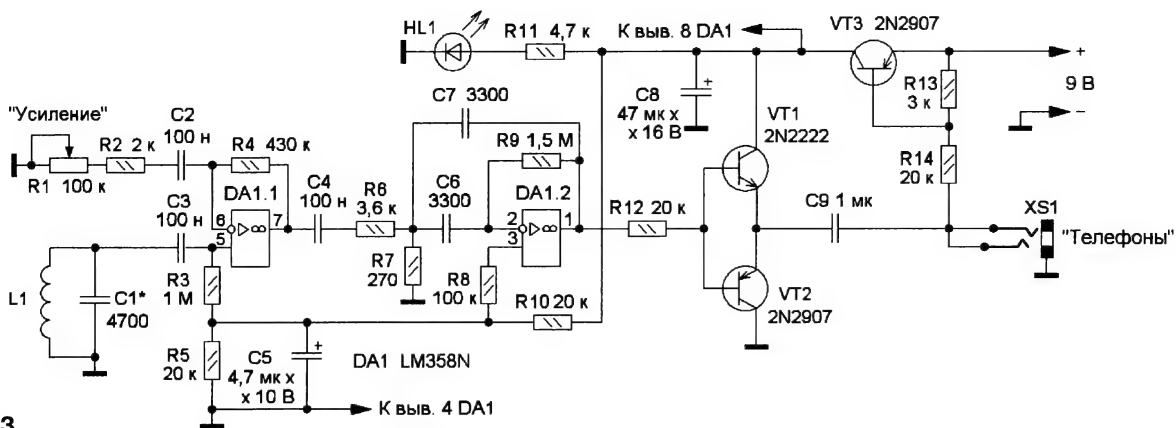 HL1
R11 4,7 к
К выв. 8 DA1
VT3 2N2907
+
9 В
−
R13
3 к
"Усиление"
C2
100 н
R1 100 к
R2 2 к
R4 430 к
C7 3300
C8
47 мк х
х 16 В
+
VT1
2N2222
R9 1,5 М
R14
20 к
C3
100 н
DA1.1
6
5
7
C4
100 н
R6
3,6 к
C6
3300
DA1.2
2
3
1
R12 20 к
C9 1 мк
XS1
"Телефоны"
L1
C1*
4700
R3
1 М
R7
270
R8
100 к
R10 20 к
VT2
2N2907
R5
20 к
C5
4,7 мк х
х 10 В
+
DA1 LM358N
К выв. 4 DA1
3